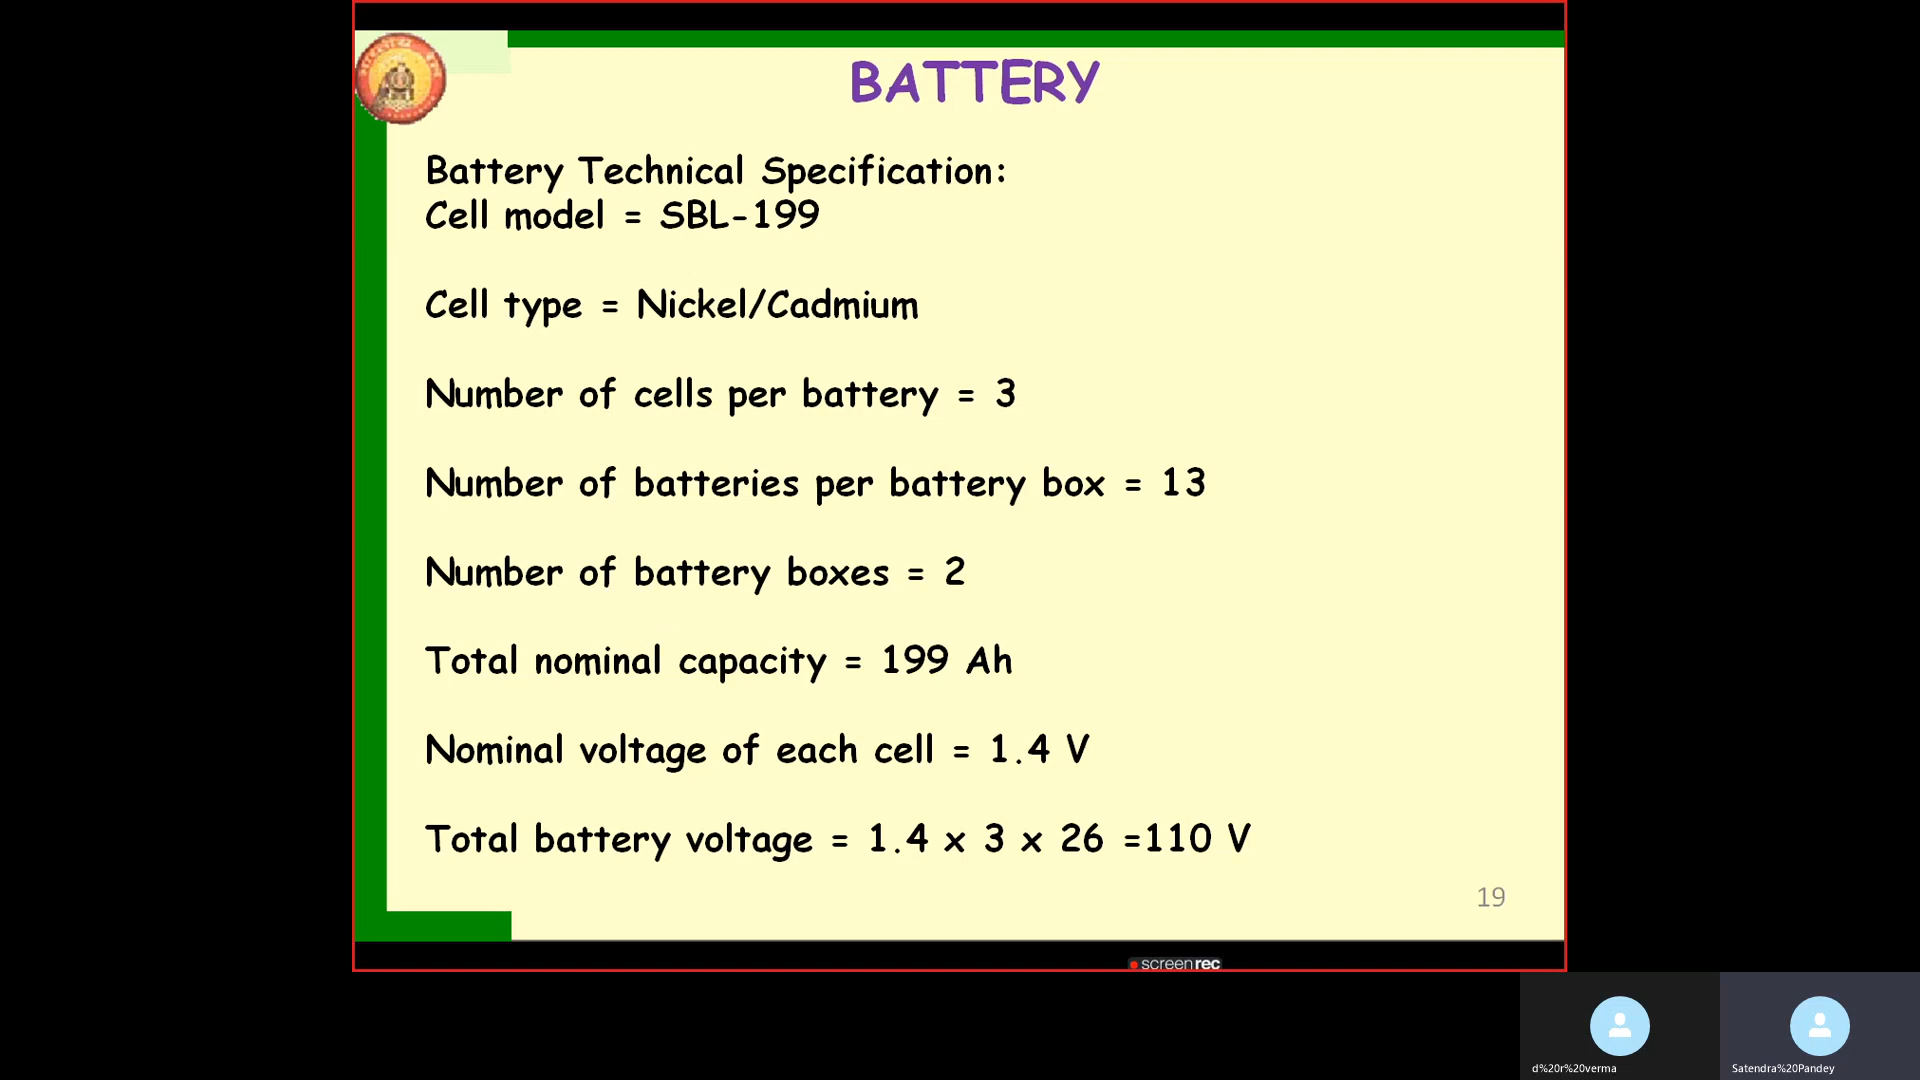 BATTERY
Battery Technical Specification:
Cell model = SBL-199
Cell type = Nickel/Cadmium
Number of cells per battery = 3
Number of batteries per battery box = 13
Number of battery boxes = 2
Total nominal capacity = 199 Ah
Nominal voltage of each cell = 1.4 V
Total battery voltage = 1.4 x 3 x 26 =110 V
19
screenrec
d%20r%20verma
Satendra%20Pandey